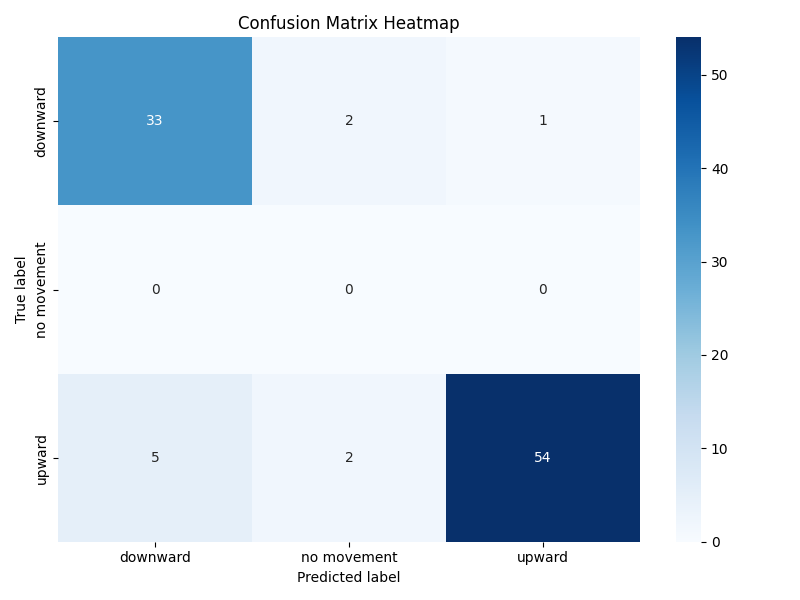 Confusion Matrix Heatmap
True label
downward
33 2 1
no movement
0 0 0
upward
5 2 54
downward no movement upward
Predicted label
50
40
30
20
10
0